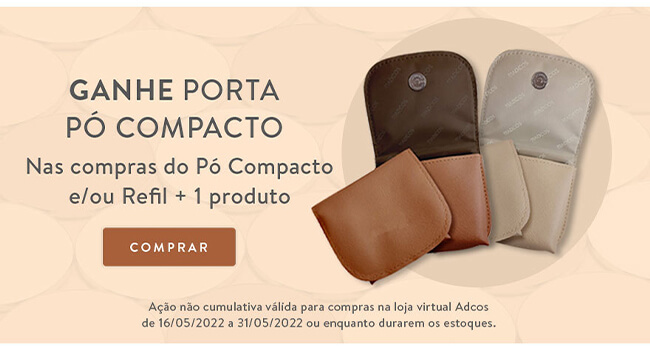 GANHE PORTA
PÓ COMPACTO
Nas compras do Pó Compacto
e/ou Refil + 1 produto
COMPRAR
Ação não cumulativa válida para compras na loja virtual Adcos
de 16/05/2022 a 31/05/2022 ou enquanto durarem os estoques.